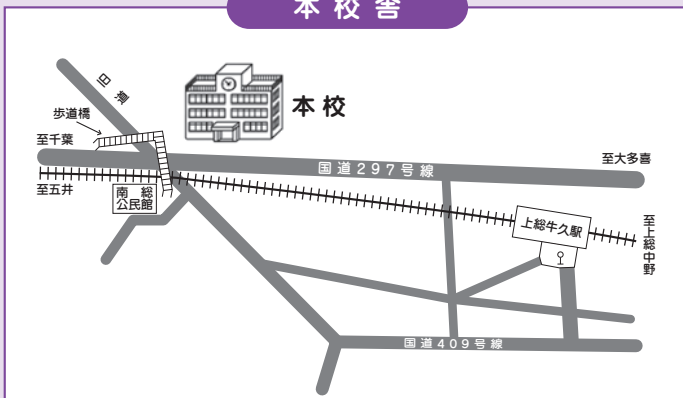 本校舎
本校
歩道橋
至千葉
国道297号線
至大多喜
至五井
南総
公民館
上総牛久駅
至上総中野
国道409号線